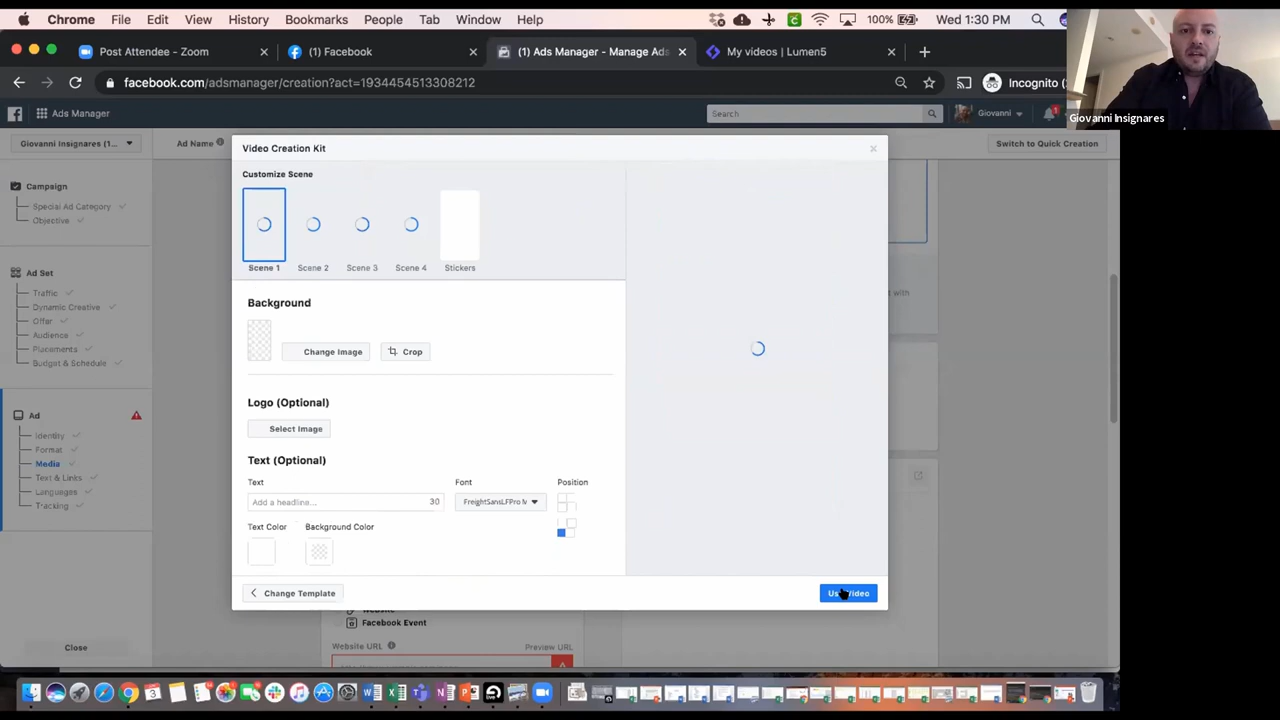 Chrome File Edit View History Bookmarks People Tab Window Help 100% Wed 1:30 PM
Post Attendee - Zoom
(1) Facebook
(1) Ads Manager - Manage Ads
My videos | Lumen5
facebook.com/adsmanager/creation?act=1934454513308212
Incognito
Giovanni Insignares
Ads Manager
Search
Giovanni
1
Giovanni Insignares (1...
Ad Name
Switch to Quick Creation
Video Creation Kit
Customize Scene
Scene 1
Scene 2
Scene 3
Scene 4
Stickers
Campaign
Special Ad Category
Objective
Ad Set
Traffic
Dynamic Creative
Offer
Audience
Placements
Budget & Schedule
Ad
Identity
Format
Media
Text & Links
Languages
Tracking
Close
Background
Change Image
Crop
Logo (Optional)
Select Image
Text (Optional)
Text
Font
Position
Add a headline...
30
FreightSansLFPro M
Text Color
Background Color
Change Template
with
Website
Facebook Event
Website URL
Preview URL